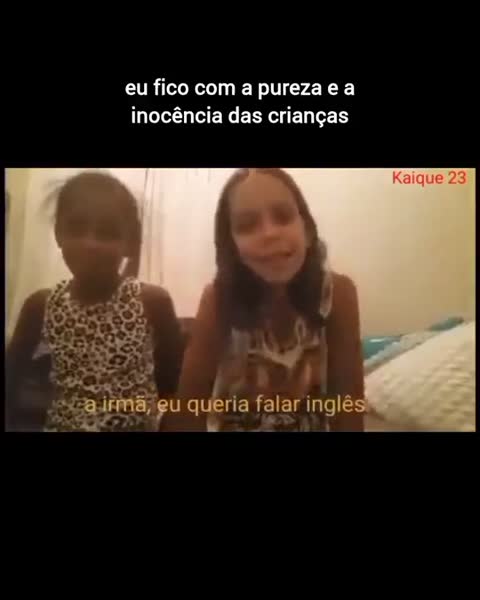 eu fico com a pureza e a
inocência das crianças
Kaique 23
a irmã, eu queria falar inglês